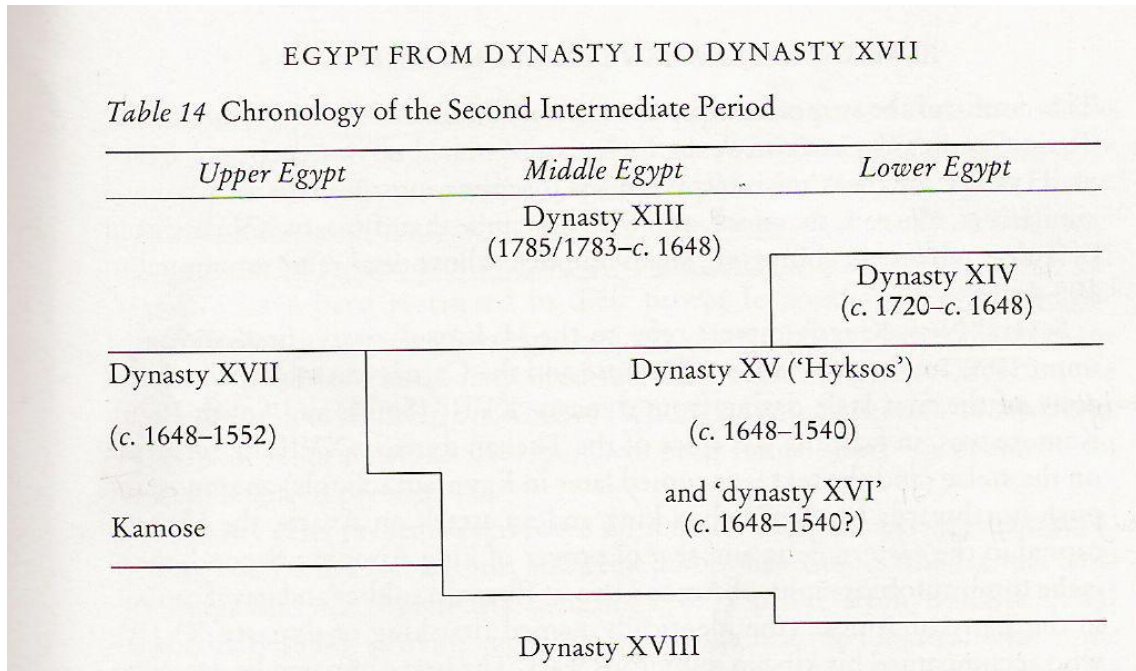 EGYPT FROM DYNASTY I TO DYNASTY XVII
Table 14 Chronology of the Second Intermediate Period
Upper Egypt Middle Egypt Lower Egypt
Dynasty XIII
(1785/1783–c. 1648)
Dynasty XIV
(c. 1720–c. 1648)
Dynasty XVII Dynasty XV (‘Hyksos’)
(c. 1648–1552) (c. 1648–1540)
and ‘dynasty XVI’
Kamose (c. 1648–1540?)
Dynasty XVIII